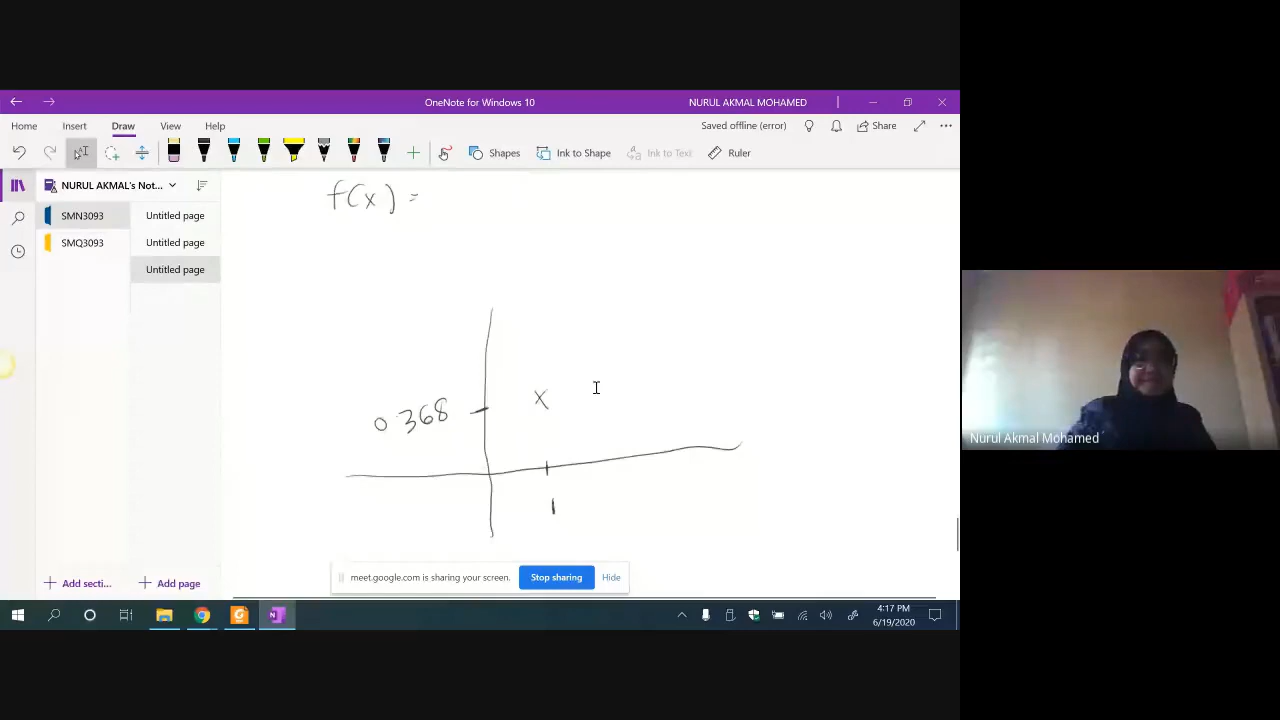 OneNote for Windows 10
NURUL AKMAL MOHAMED
Home Insert Draw View Help
Saved offline (error)
Share
Shapes
Ink to Shape
Ink to Text
Ruler
NURUL AKMAL's Not...
SMN3093
SMQ3093
Untitled page
Untitled page
Untitled page
f(x) =
0.368
x
1
Nurul Akmal Mohamed
Add secti...
Add page
meet.google.com is sharing your screen.
Stop sharing
Hide
4:17 PM
6/19/2020